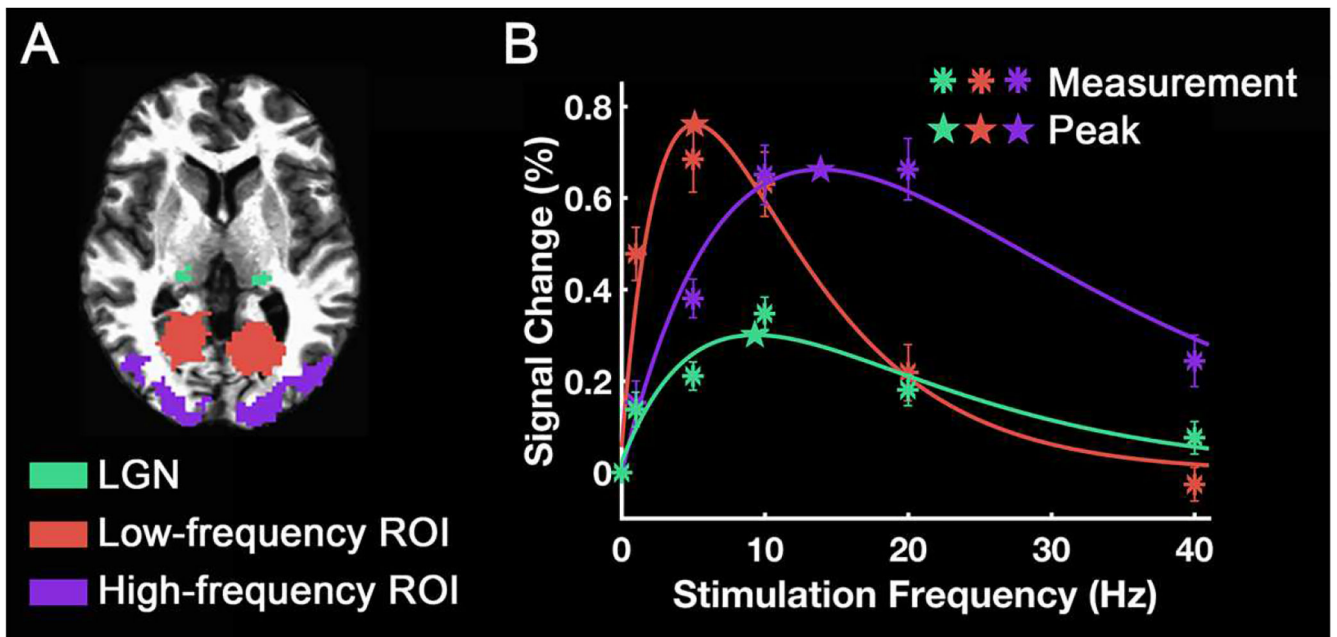 A
LGN
Low-frequency ROI
High-frequency ROI
B
Measurement
Peak
Signal Change (%)
0.8
0.6
0.4
0.2
0
0 10 20 30 40
Stimulation Frequency (Hz)